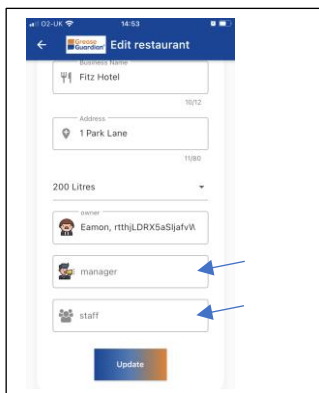 O2-UK 14:53
Grease Guardian Edit restaurant
Business Name
Fitz Hotel
10/12
Address
1 Park Lane
11/80
200 Litres
owner
Eamon, rtthjLDRX5aSljafvV
manager
staff
Update